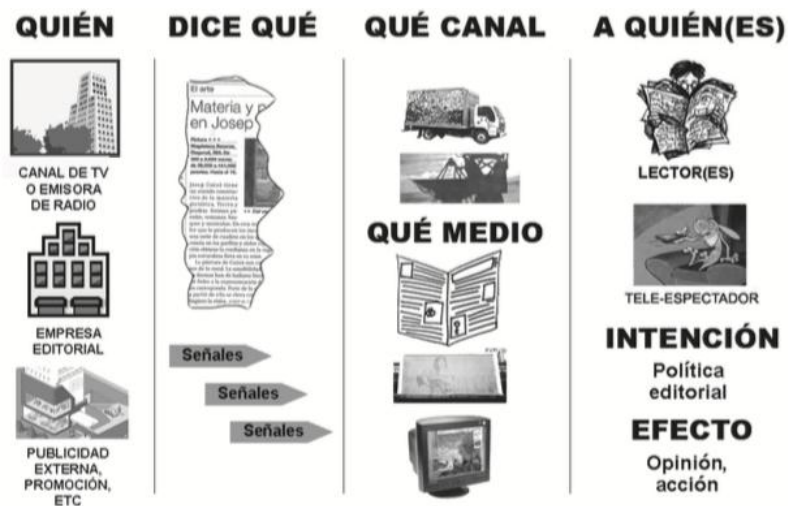 QUIÉN
CANAL DE TV
O EMISORA
DE RADIO
EMPRESA
EDITORIAL
PUBLICIDAD
EXTERNA,
PROMOCIÓN,
ETC
DICE QUÉ
El arte
Materia y
en Josep
Señales
Señales
Señales
QUÉ CANAL
QUÉ MEDIO
A QUIÉN(ES)
LECTOR(ES)
TELE-ESPECTADOR
INTENCIÓN
Política
editorial
EFECTO
Opinión,
acción